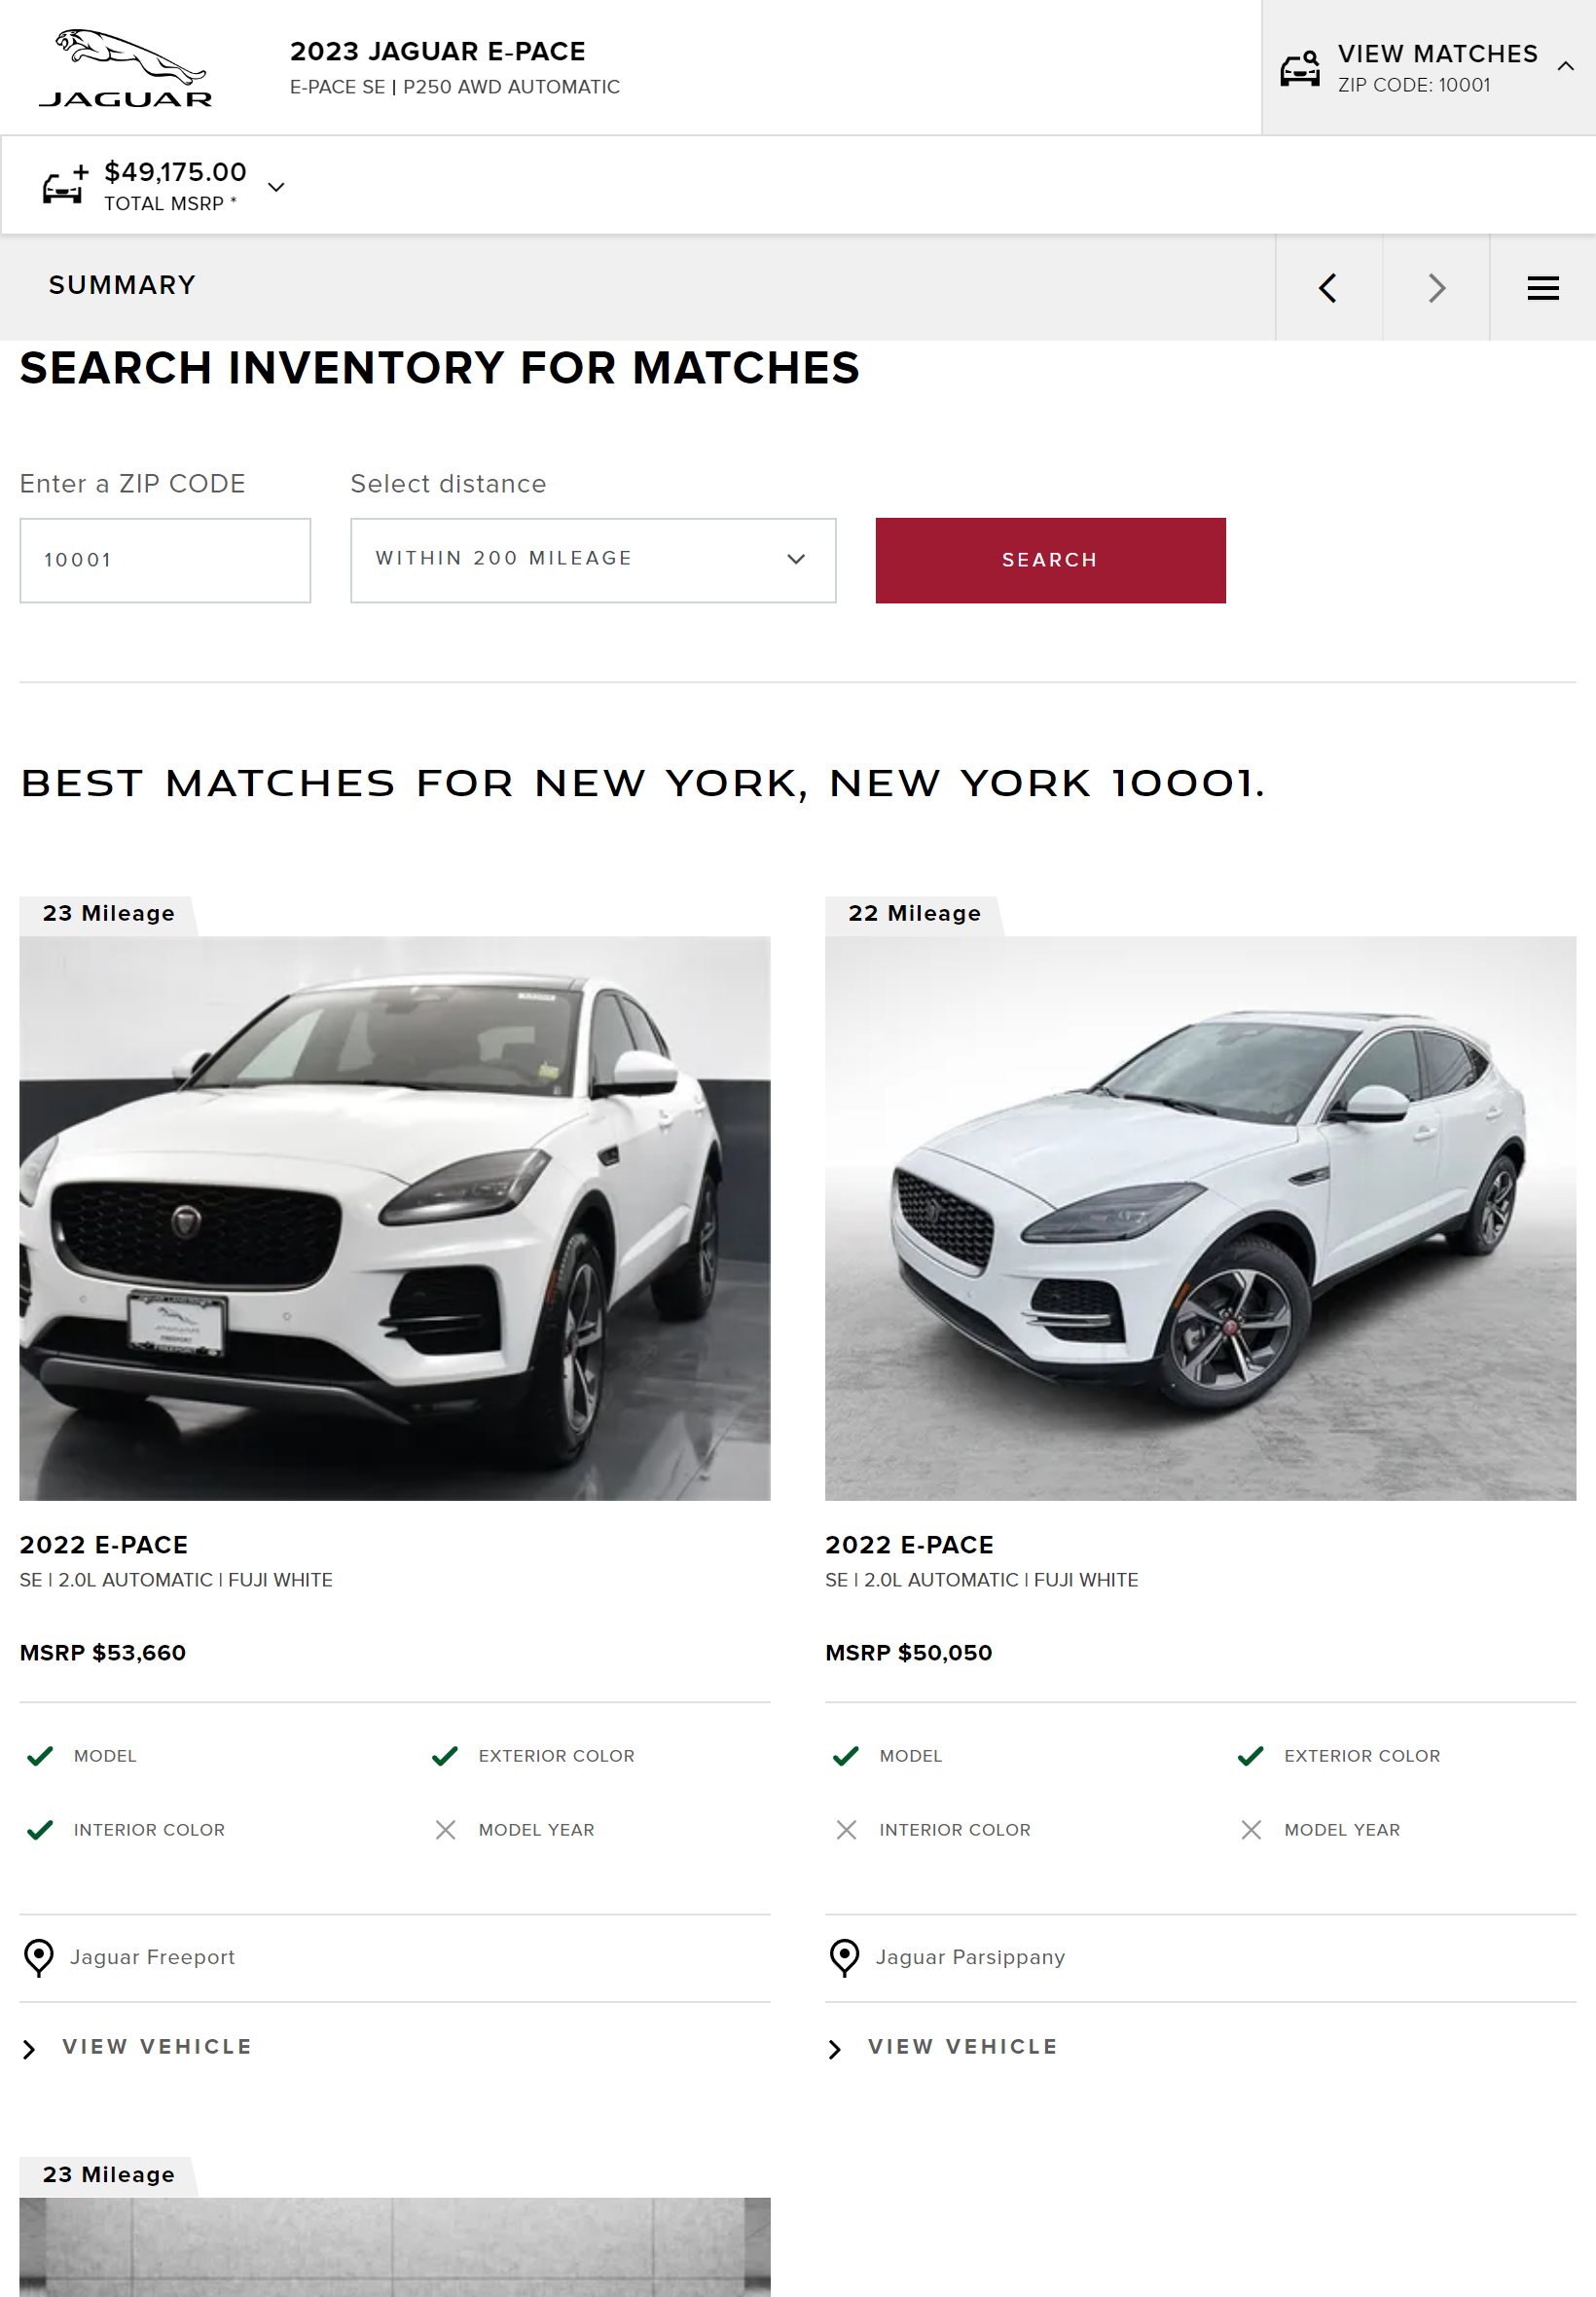 JAGUAR
2023 JAGUAR E-PACE
E-PACE SE | P250 AWD AUTOMATIC
VIEW MATCHES
ZIP CODE: 10001
$49,175.00
TOTAL MSRP *
SUMMARY
SEARCH INVENTORY FOR MATCHES
Enter a ZIP CODE
Select distance
10001
WITHIN 200 MILEAGE
SEARCH
BEST MATCHES FOR NEW YORK, NEW YORK 10001.
23 Mileage
22 Mileage
JAGUAR
FREEPORT
FREEPORT
2022 E-PACE
SE | 2.0L AUTOMATIC | FUJI WHITE
MSRP $53,660
MODEL
EXTERIOR COLOR
INTERIOR COLOR
MODEL YEAR
Jaguar Freeport
VIEW VEHICLE
2022 E-PACE
SE | 2.0L AUTOMATIC | FUJI WHITE
MSRP $50,050
MODEL
EXTERIOR COLOR
INTERIOR COLOR
MODEL YEAR
Jaguar Parsippany
VIEW VEHICLE
23 Mileage